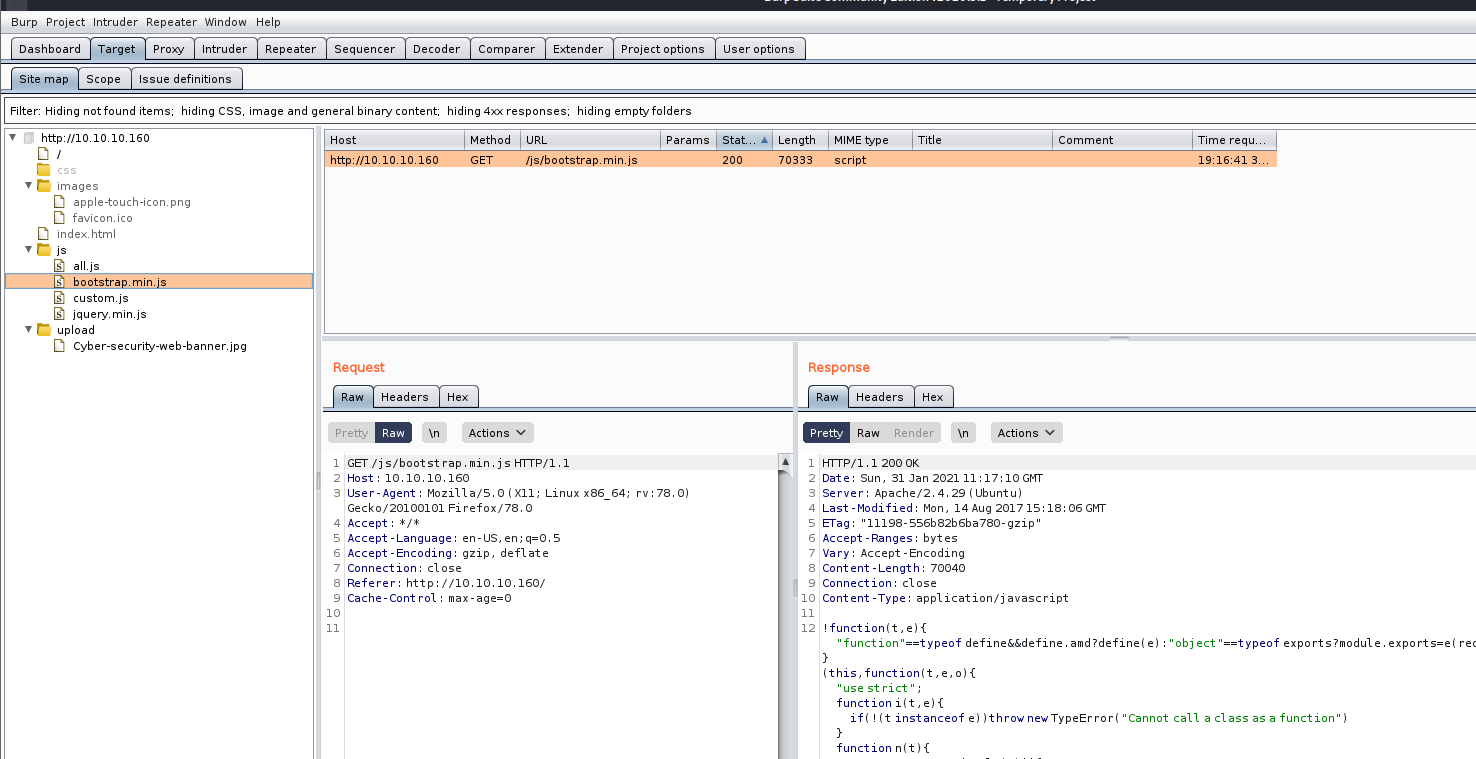 Burp Project Intruder Repeater Window Help
Dashboard Target Proxy Intruder Repeater Sequencer Decoder Comparer Extender Project options User options
Site map Scope Issue definitions
Filter: Hiding not found items; hiding CSS, image and general binary content; hiding 4xx responses; hiding empty folders
http://10.10.10.160
/
css
images
apple-touch-icon.png
favicon.ico
index.html
js
all.js
bootstrap.min.js
custom.js
jquery.min.js
upload
Cyber-security-web-banner.jpg
Host Method URL Params Stat... Length MIME type Title Comment Time requ...
http://10.10.10.160 GET /js/bootstrap.min.js 200 70333 script 19:16:41 3...
Request
Raw Headers Hex
Pretty Raw \n Actions
1 GET /js/bootstrap.min.js HTTP/1.1
2 Host: 10.10.10.160
3 User-Agent: Mozilla/5.0 (X11; Linux x86_64; rv:78.0)
Gecko/20100101 Firefox/78.0
4 Accept: */*
5 Accept-Language: en-US,en;q=0.5
6 Accept-Encoding: gzip, deflate
7 Connection: close
8 Referer: http://10.10.10.160/
9 Cache-Control: max-age=0
10
11
Response
Raw Headers Hex
Pretty Raw Render \n Actions
1 HTTP/1.1 200 OK
2 Date: Sun, 31 Jan 2021 11:17:10 GMT
3 Server: Apache/2.4.29 (Ubuntu)
4 Last-Modified: Mon, 14 Aug 2017 15:18:06 GMT
5 ETag: "11198-556b82b6ba780-gzip"
6 Accept-Ranges: bytes
7 Vary: Accept-Encoding
8 Content-Length: 70040
9 Connection: close
10 Content-Type: application/javascript
11
12 !function(t,e){
"function"==typeof define&&define.amd?define(e):"object"==typeof exports?module.exports=e(
}
(this,function(t,e,o){
"use strict";
function i(t,e){
if(!(t instanceof e))throw new TypeError("Cannot call a class as a function")
}
function n(t){